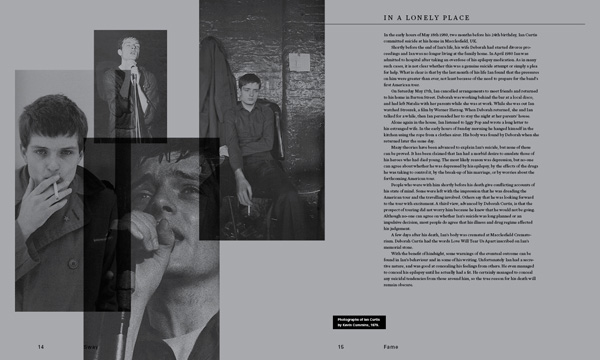 IN A LONELY PLACE
In the early hours of May 18th 1980, two months before his 24th birthday, Ian Curtis
committed suicide at his home in Macclesfield, UK.
Shortly before the end of Ian's life, his wife Deborah had started divorce pro-
ceedings and Ian was no longer living at the family home. In April 1980 Ian was
admitted to hospital after taking an overdose of his epilepsy medication. As in many
such cases, it is not clear whether this was a genuine suicide attempt or simply a plea
for help. What is clear is that by the last month of his life Ian found that the pressures
on him were greater than ever, not least because of the need to prepare for the band's
first American tour.
On Saturday May 17th, Ian cancelled arrangements to meet friends and returned
to his home in Barton Street. Deborah was working behind the bar at a local disco,
and had left Natalie with her parents while she was at work. While she was out Ian
watched Stroszek, a film by Werner Herzog. When Deborah returned, she and Ian
talked for a while, then Ian persuaded her to stay the night at her parents' house.
Alone again in the house, Ian listened to Iggy Pop and wrote a long letter to
his estranged wife. In the early hours of Sunday morning he hanged himself in the
kitchen using the rope from a clothes airer. His body was found by Deborah when she
returned later the same day.
Many theories have been advanced to explain Ian's suicide, but none of them
can be proved. It has been claimed that Ian had a morbid desire to emulate those of
his heroes who had died young. The most likely reason was depression, but no-one
can agree about whether he was depressed by his epilepsy, by the effects of the drugs
he was taking to control it, by the break-up of his marriage, or by worries about the
forthcoming American tour.
People who were with him shortly before his death give conflicting accounts of
his state of mind. Some were left with the impression that he was dreading the
American tour and the travelling involved. Others say that he was looking forward
to the tour with excitement. A third view, advanced by Deborah Curtis, is that the
prospect of touring did not worry him because he knew that he would not be going.
Although no-one can agree on whether Ian's suicide was long planned or an
impulsive decision, most people do agree that his illness and drug regime affected
his judgement.
A few days after his death, Ian's body was cremated at Macclesfield Cremato-
rium. Deborah Curtis had the words Love Will Tear Us Apart inscribed on Ian's
memorial stone.
With the benefit of hindsight, some warnings of the eventual outcome can be
found in Ian's behaviour and in some of his writing. Unfortunately Ian had a secre-
tive nature, and was good at concealing his feelings from others. He even managed
to conceal his epilepsy until he actually had a fit. He certainly managed to conceal
any suicidal tendencies from those around him, so the true reason for his death will
remain obscure.
Photographs of Ian Curtis
by Kevin Cummins, 1979.
14
15
Fame